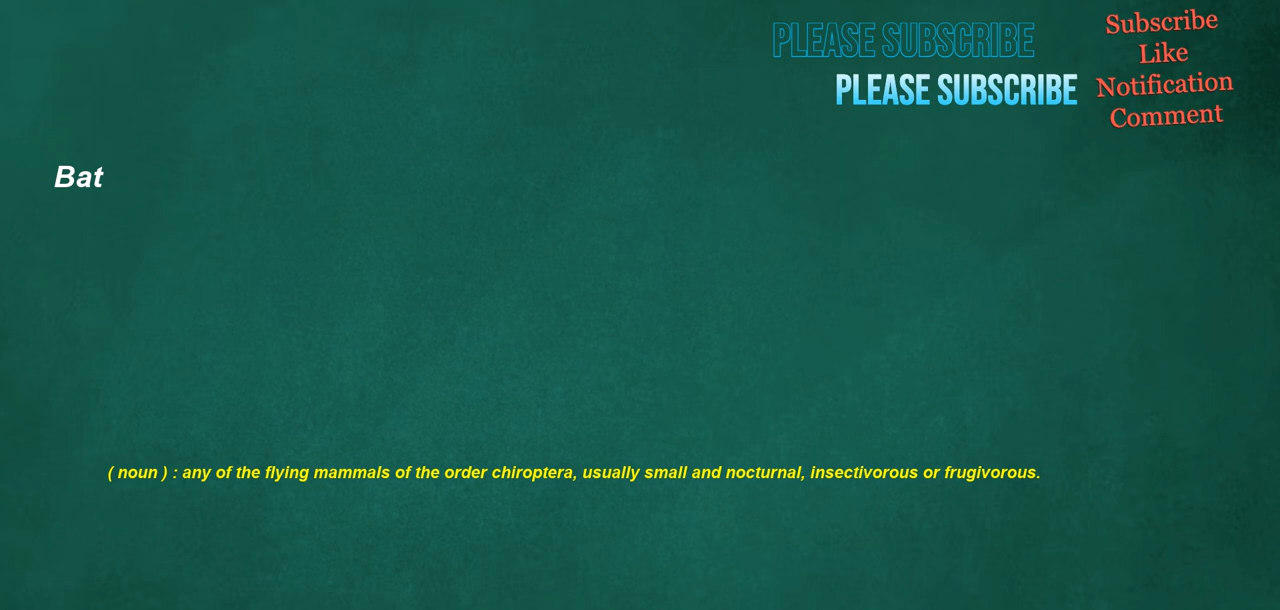 PLEASE SUBSCRIBE
PLEASE SUBSCRIBE
Subscribe
Like
Notification
Comment
Bat
( noun ) : any of the flying mammals of the order chiroptera, usually small and nocturnal, insectivorous or frugivorous.